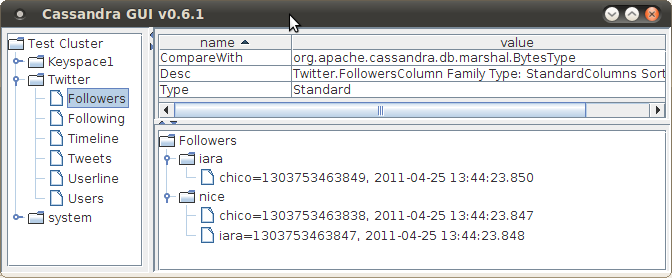 Cassandra GUI v0.6.1
Test Cluster
Keyspace1
Twitter
Followers
Following
Timeline
Tweets
Userline
Users
system
name value
CompareWith org.apache.cassandra.db.marshal.BytesType
Desc Twitter.FollowersColumn Family Type: StandardColumns Sort
Type Standard
Followers
iara
chico=1303753463849, 2011-04-25 13:44:23.850
nice
chico=1303753463838, 2011-04-25 13:44:23.847
iara=1303753463847, 2011-04-25 13:44:23.848